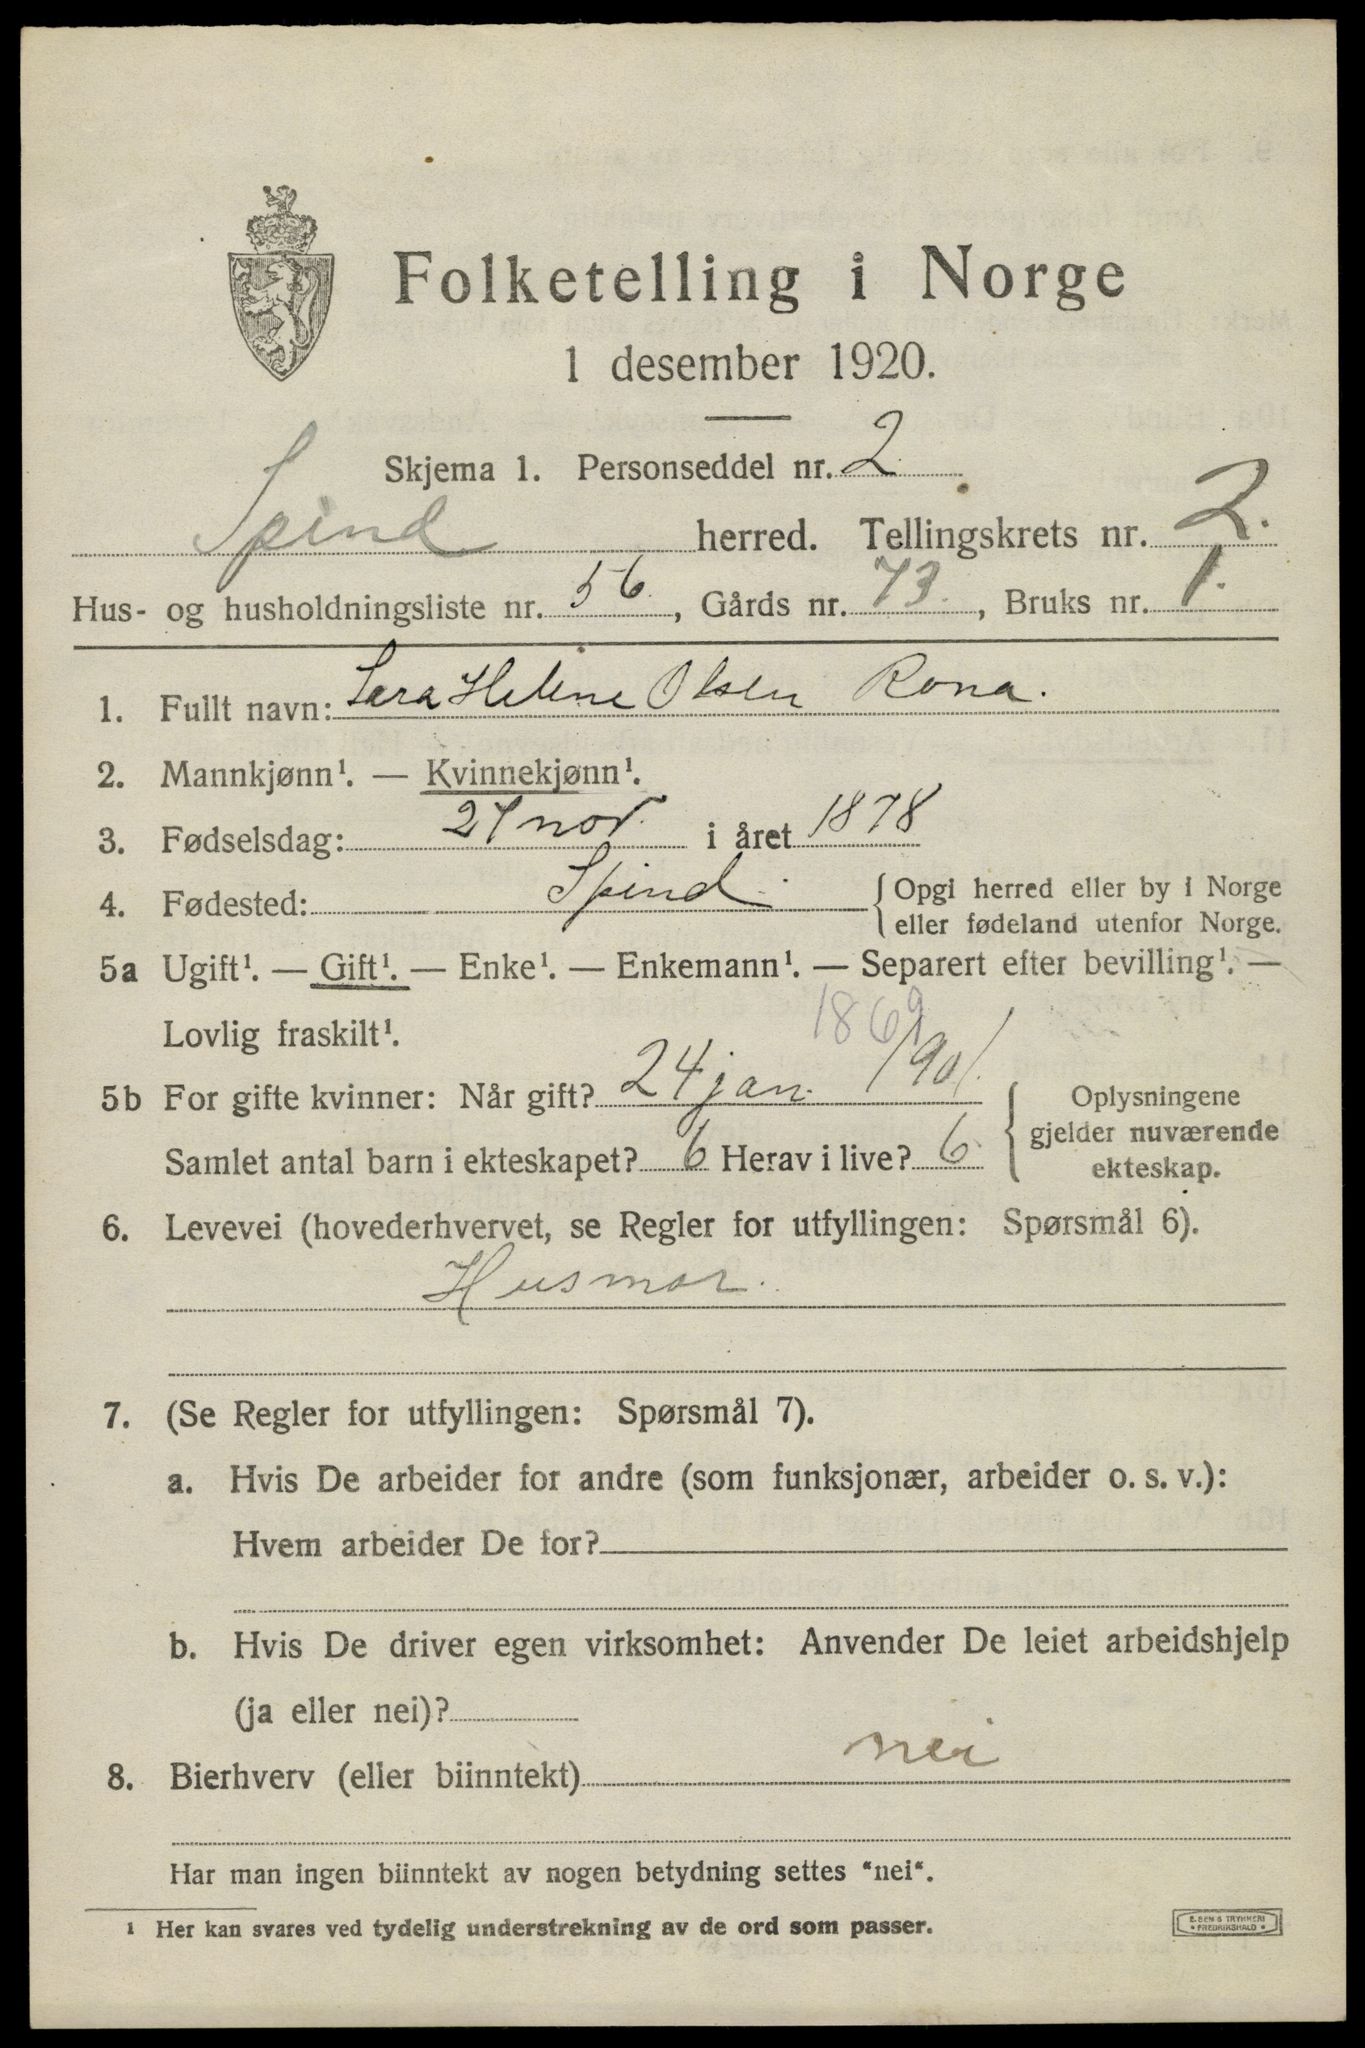 Folketelling i Norge
1 desember 1920.
Skjema 1. Personseddel nr. 2
Spind herred. Tellingskrets nr. 2.
Hus- og husholdningsliste nr. 56, Gårds nr. 73, Bruks nr. 1.
1. Fullt navn: Sara Helene Olsen Rona.
2. Mannkjønn¹. — Kvinnekjønn¹.
3. Fødselsdag: 27 nov. i året 1878
4. Fødested: Spind. { Opgi herred eller by i Norge
eller fødeland utenfor Norge.
5a Ugift¹. — Gift¹. — Enke¹. — Enkemann¹. — Separert efter bevilling¹. —
Lovlig fraskilt¹.
1869
5b For gifte kvinner: Når gift? 24 jan. 1901.
Samlet antal barn i ekteskapet? 6 Herav i live? 6.
{ Oplysningene
gjelder nuværende
ekteskap.
6. Levevei (hovederhvervet, se Regler for utfyllingen: Spørsmål 6).
Husmor.
7. (Se Regler for utfyllingen: Spørsmål 7).
a. Hvis De arbeider for andre (som funksjonær, arbeider o. s. v.):
Hvem arbeider De for?
b. Hvis De driver egen virksomhet: Anvender De leiet arbeidshjelp
(ja eller nei)?
8. Bierhverv (eller biinntekt) nei
Har man ingen biinntekt av nogen betydning settes "nei".
¹ Her kan svares ved tydelig understrekning av de ord som passer.
TRYKKERI
* FREDRIKSHALD *